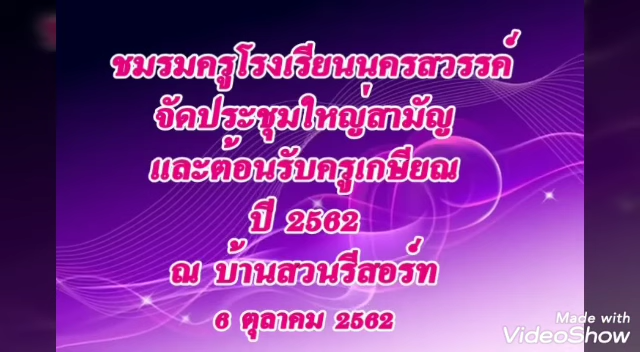 ชมรมครูโรงเรียนนครสวรรค์
จัดประชุมใหญ่สามัญ
และต้อนรับครูเกษียณ
ปี 2562
ณ บ้านสวนรีสอร์ท
6 ตุลาคม 2562
Made with
VideoShow